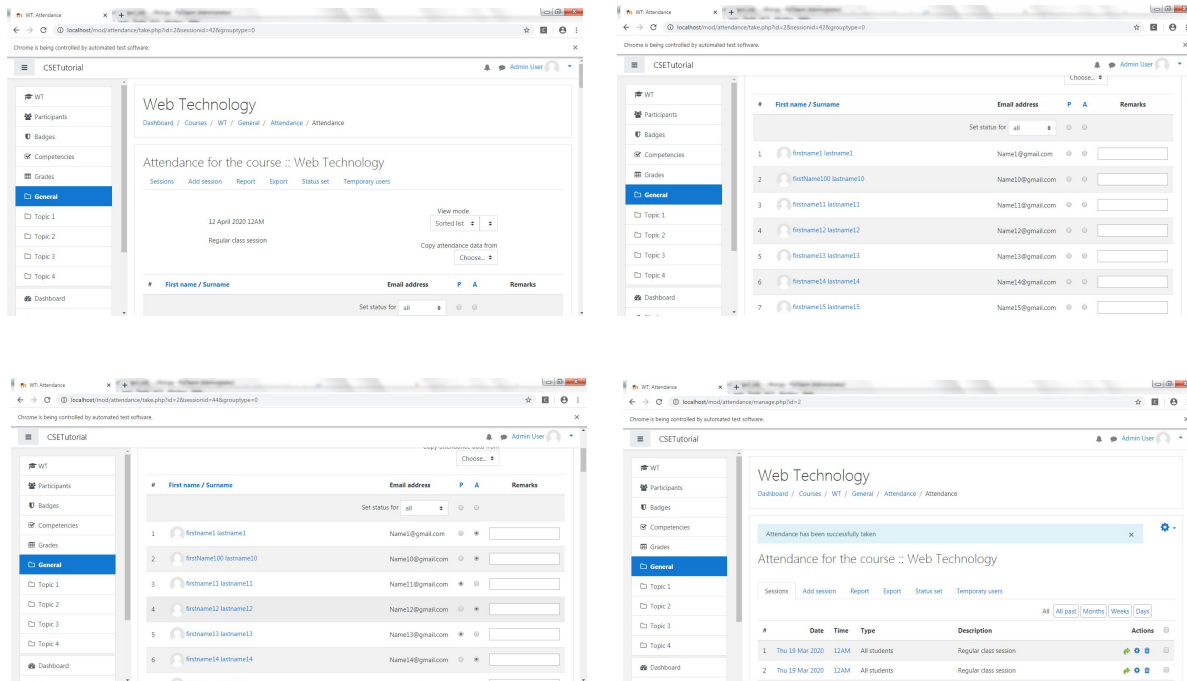 WT: Attendance
localhost/mod/attendance/take.php?id=2&sessionid=42&grouptype=0
Chrome is being controlled by automated test software.
CSETutorial
Admin User
WT
Participants
Badges
Competencies
Grades
General
Topic 1
Topic 2
Topic 3
Topic 4
Dashboard
Web Technology
Dashboard / Courses / WT / General / Attendance / Attendance
Attendance for the course :: Web Technology
Sessions Add session Report Export Status set Temporary users
12 April 2020 12AM
Regular class session
View mode
Sorted list
Copy attendance data from
Choose...
# First name / Surname Email address P A Remarks
Set status for all
WT: Attendance
localhost/mod/attendance/take.php?id=2&sessionid=42&grouptype=0
Chrome is being controlled by automated test software.
CSETutorial
Admin User
WT
Participants
Badges
Competencies
Grades
General
Topic 1
Topic 2
Topic 3
Topic 4
Dashboard
Choose...
# First name / Surname Email address P A Remarks
Set status for all
1 firstname1 lastname1 Name1@gmail.com
2 firstName100 lastname10 Name10@gmail.com
3 firstname11 lastname11 Name11@gmail.com
4 firstname12 lastname12 Name12@gmail.com
5 firstname13 lastname13 Name13@gmail.com
6 firstname14 lastname14 Name14@gmail.com
7 firstname15 lastname15 Name15@gmail.com
WT: Attendance
localhost/mod/attendance/take.php?id=2&sessionid=44&grouptype=0
Chrome is being controlled by automated test software.
CSETutorial
Admin User
WT
Participants
Badges
Competencies
Grades
General
Topic 1
Topic 2
Topic 3
Topic 4
Dashboard
Choose...
# First name / Surname Email address P A Remarks
Set status for all
1 firstname1 lastname1 Name1@gmail.com
2 firstName100 lastname10 Name10@gmail.com
3 firstname11 lastname11 Name11@gmail.com
4 firstname12 lastname12 Name12@gmail.com
5 firstname13 lastname13 Name13@gmail.com
6 firstname14 lastname14 Name14@gmail.com
WT: Attendance
localhost/mod/attendance/manage.php?id=2
Chrome is being controlled by automated test software.
CSETutorial
Admin User
WT
Participants
Badges
Competencies
Grades
General
Topic 1
Topic 2
Topic 3
Topic 4
Dashboard
Web Technology
Dashboard / Courses / WT / General / Attendance / Attendance
Attendance has been successfully taken
Attendance for the course :: Web Technology
Sessions Add session Report Export Status set Temporary users
All All past Months Weeks Days
# Date Time Type Description Actions
1 Thu 19 Mar 2020 12AM All students Regular class session
2 Thu 19 Mar 2020 12AM All students Regular class session